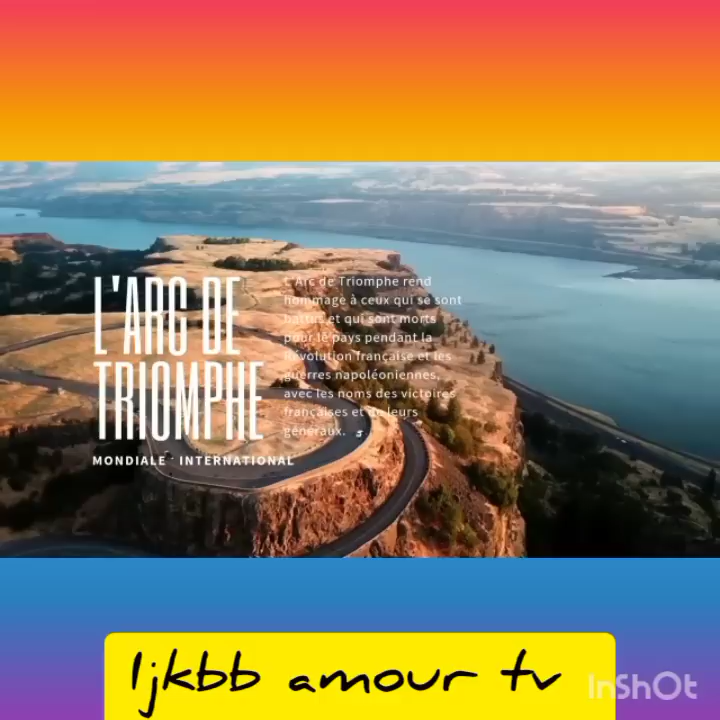 L'ARC DE
TRIOMPHE
MONDIALE · INTERNATIONAL
L'Arc de Triomphe rend
hommage à ceux qui se sont
battus et qui sont morts
pour le pays pendant la
Révolution française et les
guerres napoléoniennes,
avec les noms des victoires
françaises et de leurs
généraux.
Ijkbb amour tv
InShOt